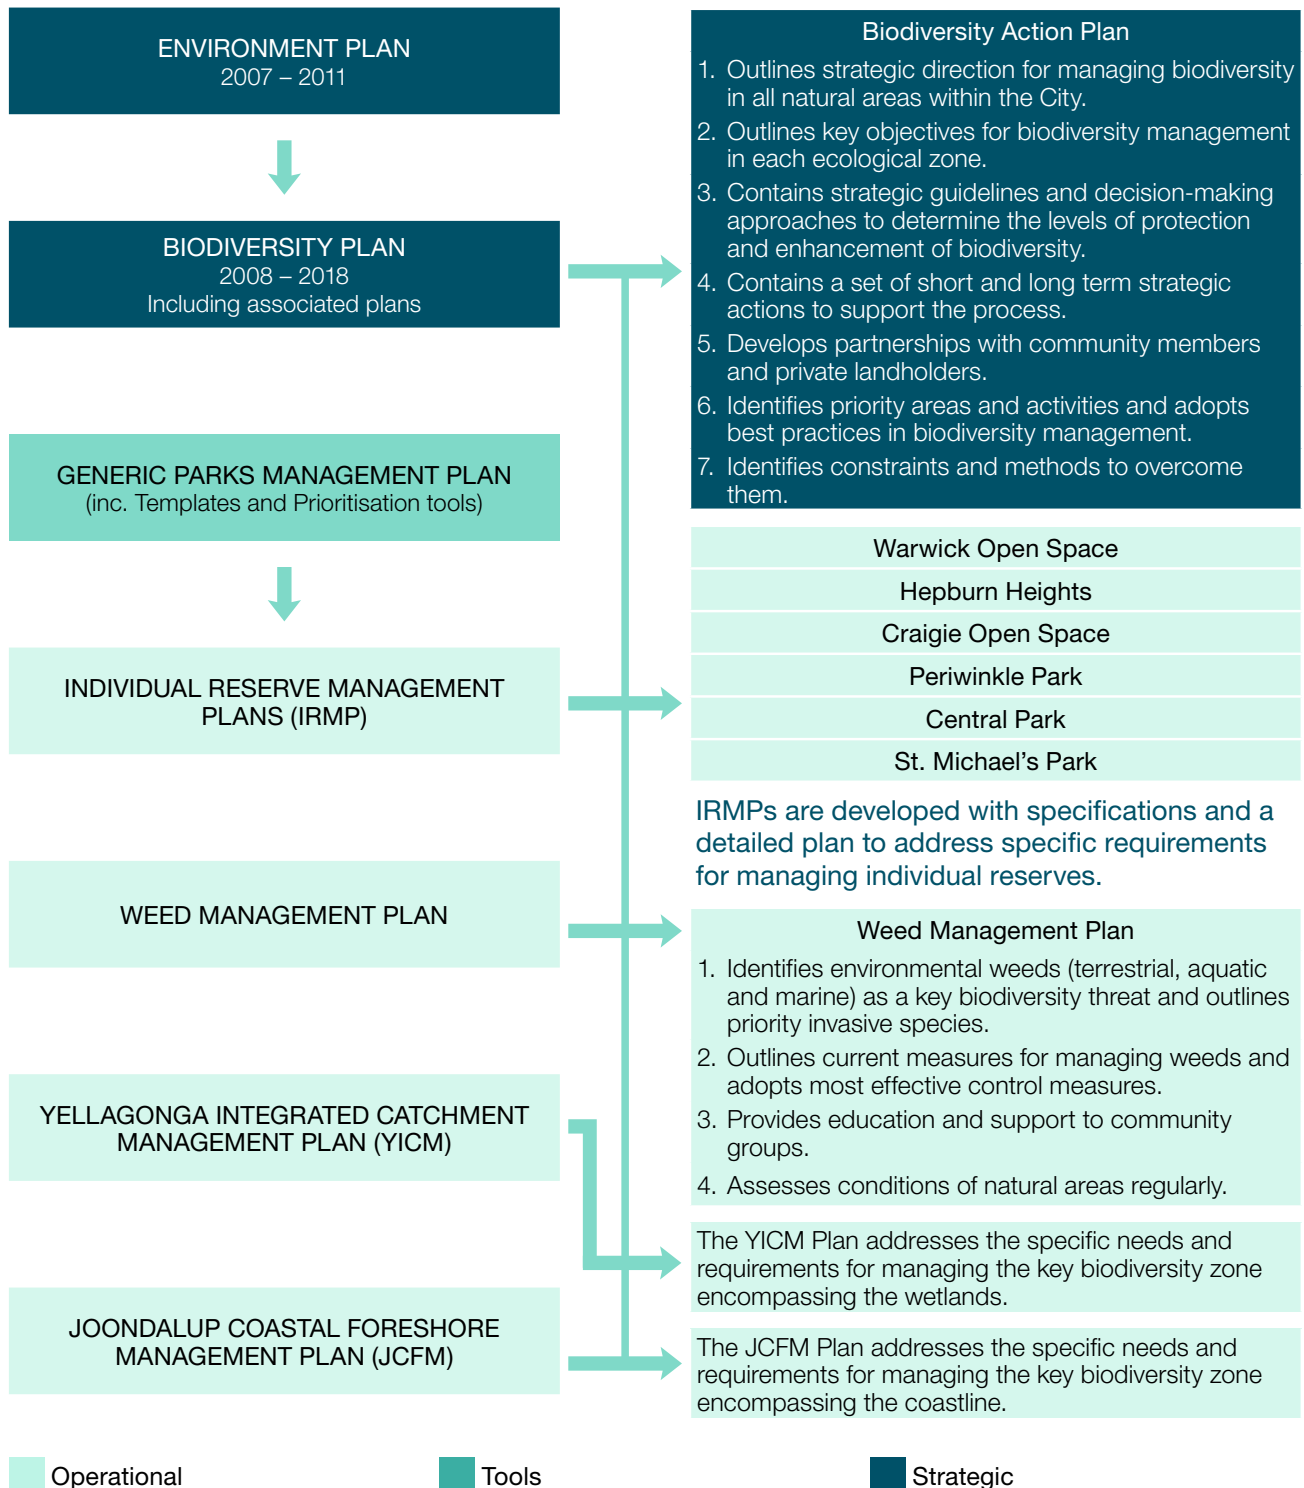 ENVIRONMENT PLAN
2007 – 2011
BIODIVERSITY PLAN
2008 – 2018
Including associated plans
GENERIC PARKS MANAGEMENT PLAN
(inc. Templates and Prioritisation tools)
INDIVIDUAL RESERVE MANAGEMENT
PLANS (IRMP)
WEED MANAGEMENT PLAN
YELLAGONGA INTEGRATED CATCHMENT
MANAGEMENT PLAN (YICM)
JOONDALUP COASTAL FORESHORE
MANAGEMENT PLAN (JCFM)
Biodiversity Action Plan
1. Outlines strategic direction for managing biodiversity
in all natural areas within the City.
2. Outlines key objectives for biodiversity management
in each ecological zone.
3. Contains strategic guidelines and decision-making
approaches to determine the levels of protection
and enhancement of biodiversity.
4. Contains a set of short and long term strategic
actions to support the process.
5. Develops partnerships with community members
and private landholders.
6. Identifies priority areas and activities and adopts
best practices in biodiversity management.
7. Identifies constraints and methods to overcome
them.
Warwick Open Space
Hepburn Heights
Craigie Open Space
Periwinkle Park
Central Park
St. Michael's Park
IRMPs are developed with specifications and a
detailed plan to address specific requirements
for managing individual reserves.
Weed Management Plan
1. Identifies environmental weeds (terrestrial, aquatic
and marine) as a key biodiversity threat and outlines
priority invasive species.
2. Outlines current measures for managing weeds and
adopts most effective control measures.
3. Provides education and support to community
groups.
4. Assesses conditions of natural areas regularly.
The YICM Plan addresses the specific needs and
requirements for managing the key biodiversity zone
encompassing the wetlands.
The JCFM Plan addresses the specific needs and
requirements for managing the key biodiversity zone
encompassing the coastline.
Operational
Tools
Strategic